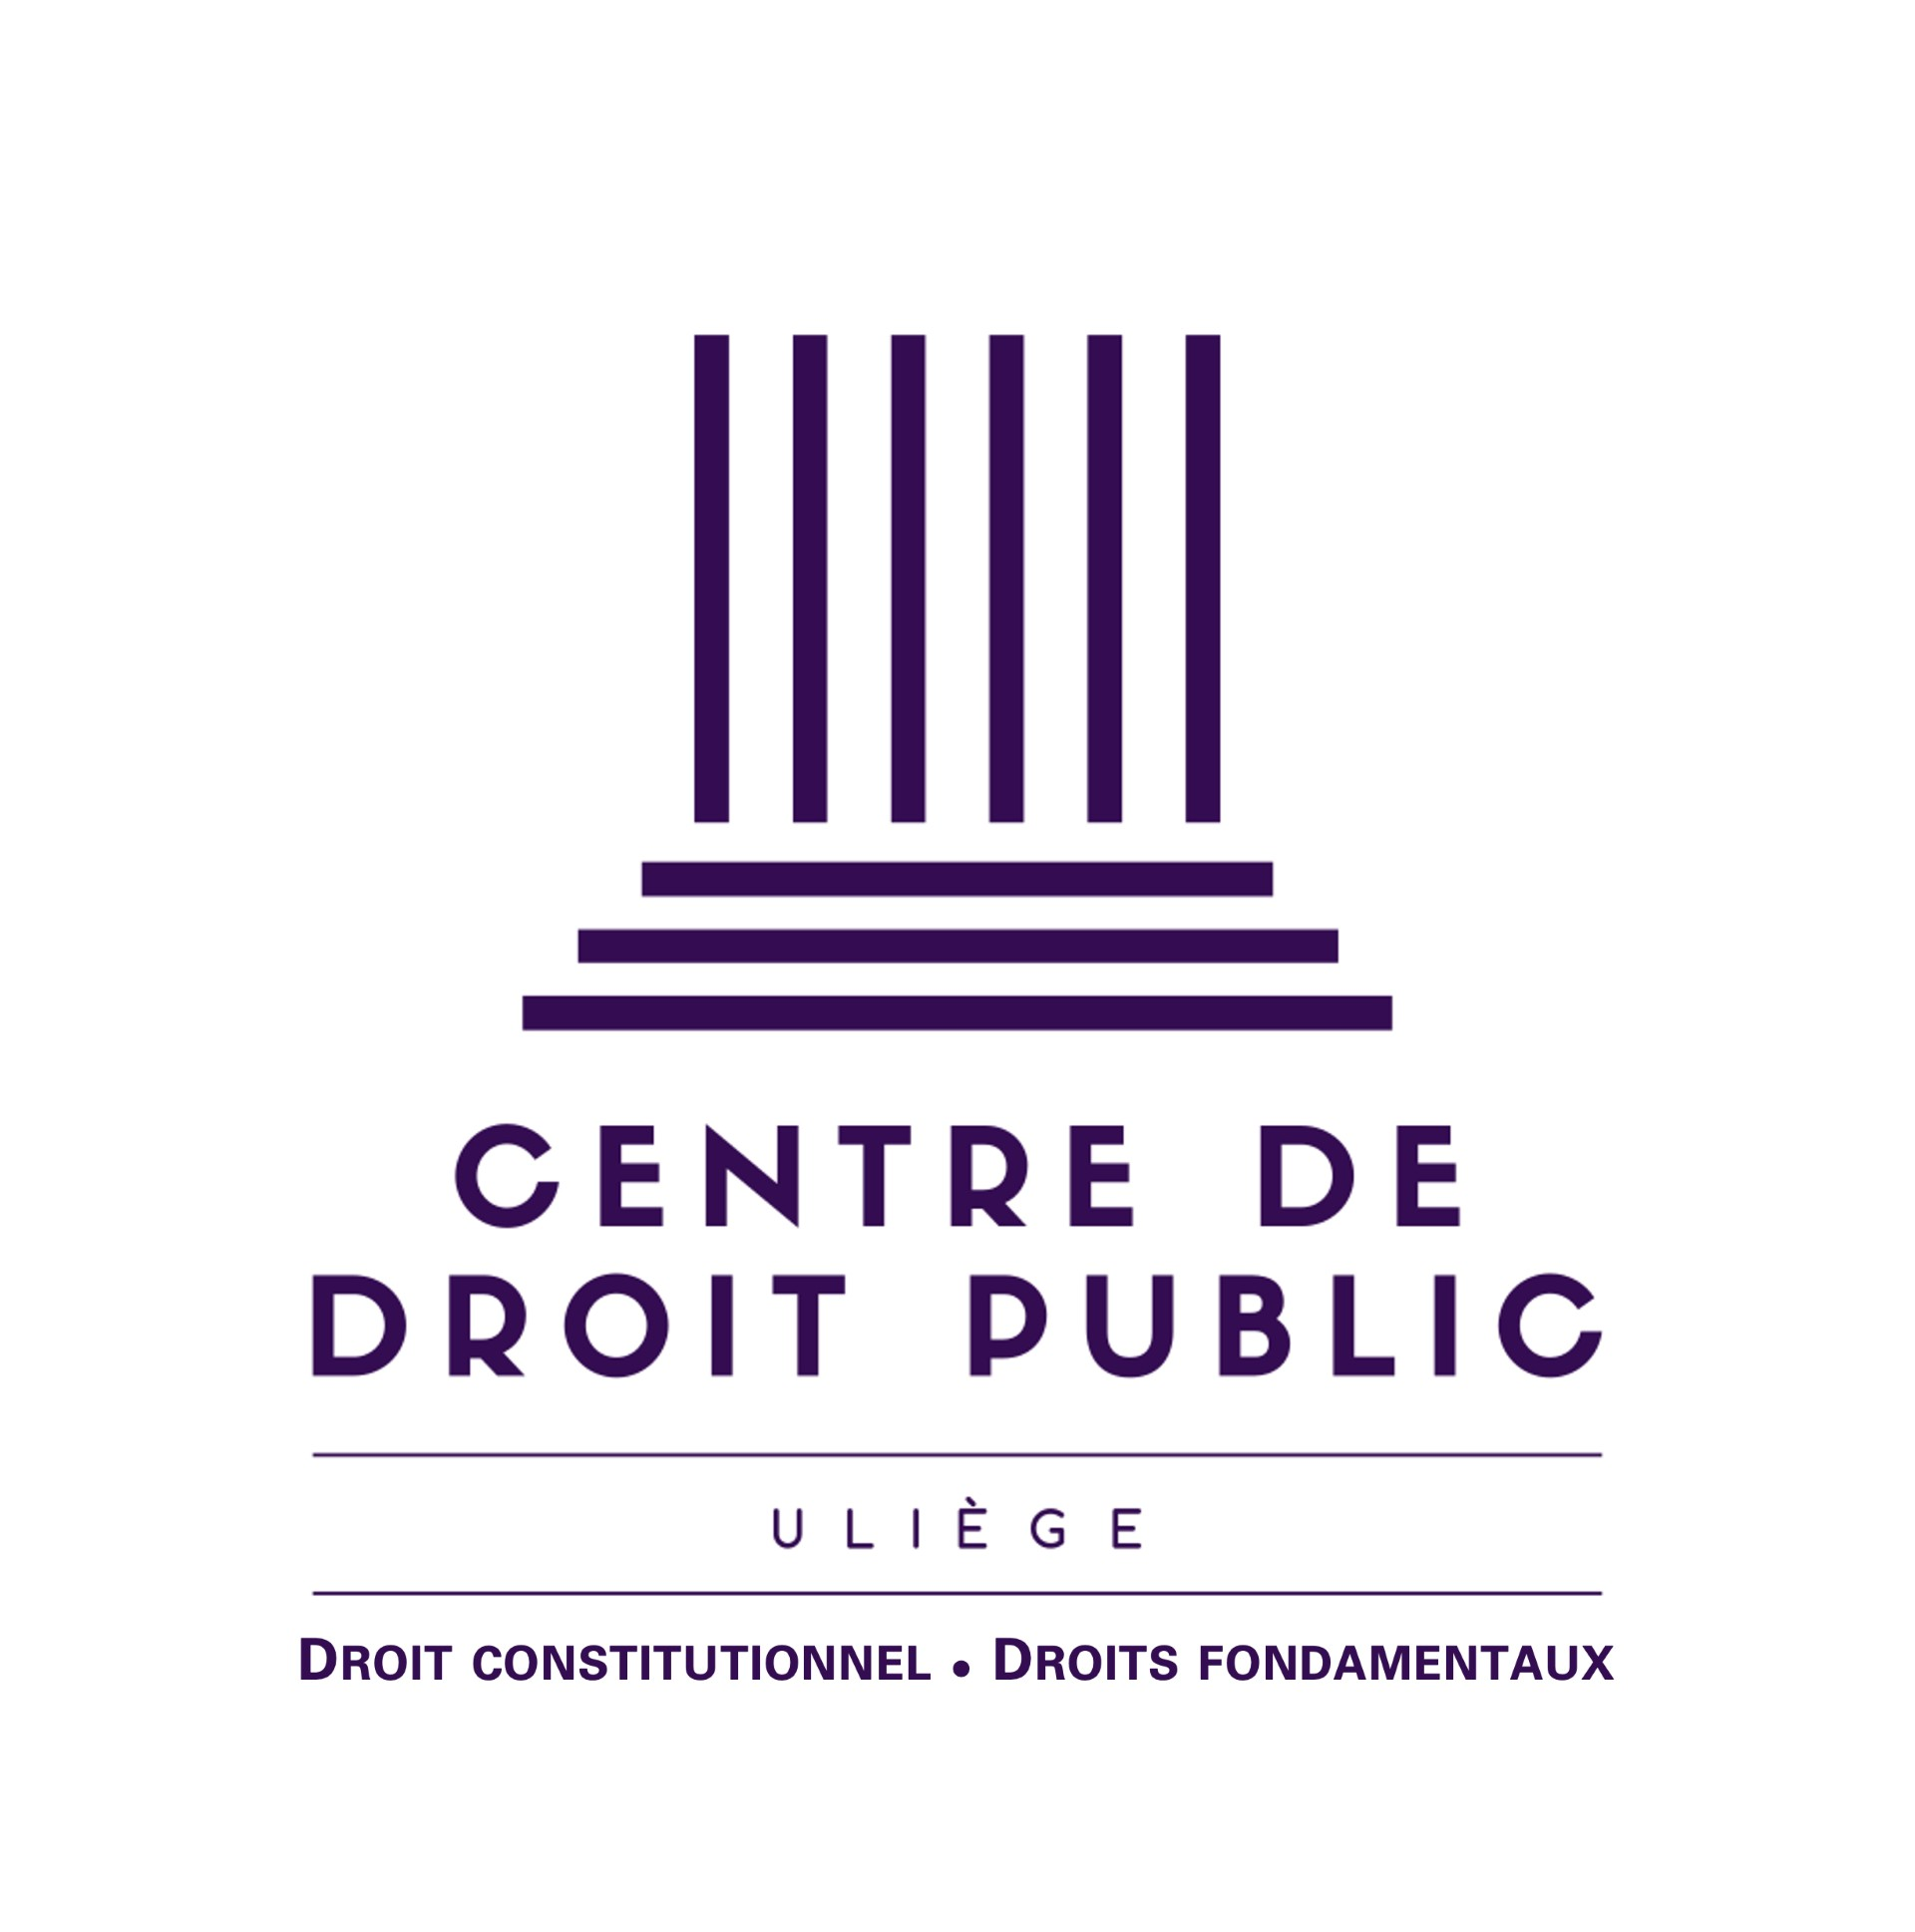 CENTRE DE
DROIT PUBLIC
ULIÈGE
DROIT CONSTITUTIONNEL • DROITS FONDAMENTAUX